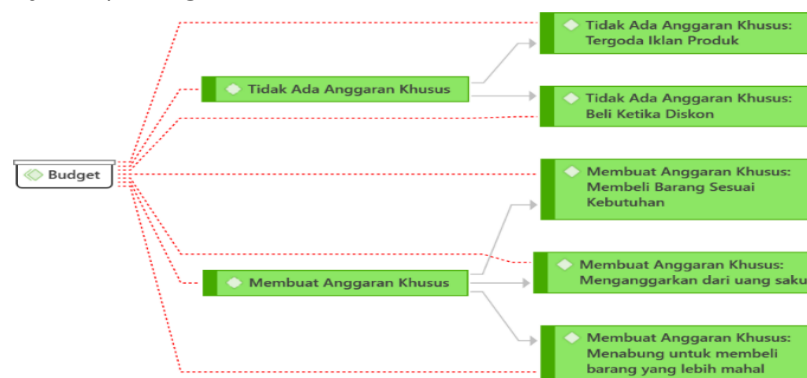 Tidak Ada Anggaran Khusus:
Tergoda Iklan Produk
Tidak Ada Anggaran Khusus
Tidak Ada Anggaran Khusus:
Beli Ketika Diskon
Budget
Membuat Anggaran Khusus:
Membeli Barang Sesuai
Kebutuhan
Membuat Anggaran Khusus
Membuat Anggaran Khusus:
Menganggarkan dari uang saku
Membuat Anggaran Khusus:
Menabung untuk membeli
barang yang lebih mahal